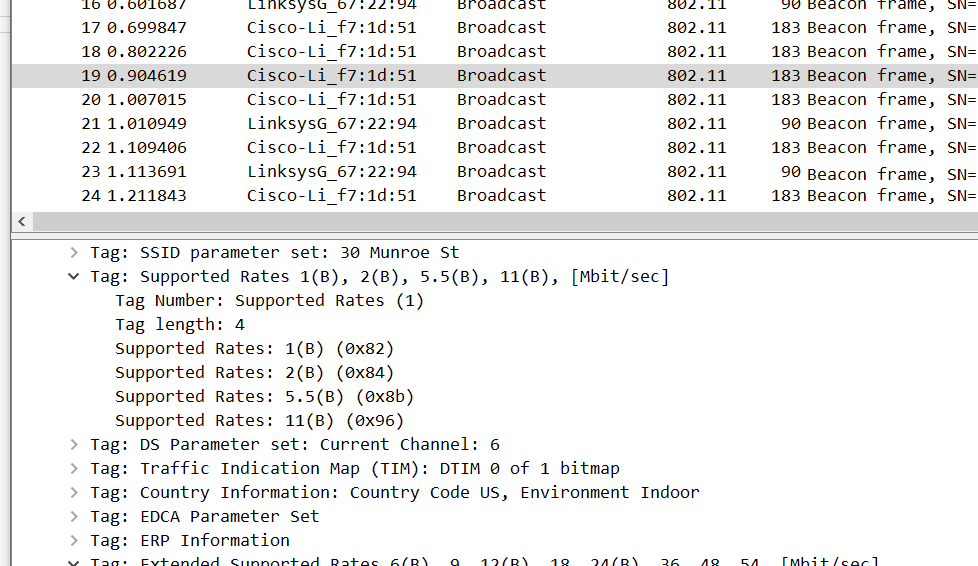 16 0.601687 LinksysG_67:22:94 Broadcast 802.11 90 Beacon frame, SN=
17 0.699847 Cisco-Li_f7:1d:51 Broadcast 802.11 183 Beacon frame, SN=
18 0.802226 Cisco-Li_f7:1d:51 Broadcast 802.11 183 Beacon frame, SN=
19 0.904619 Cisco-Li_f7:1d:51 Broadcast 802.11 183 Beacon frame, SN=
20 1.007015 Cisco-Li_f7:1d:51 Broadcast 802.11 183 Beacon frame, SN=
21 1.010949 LinksysG_67:22:94 Broadcast 802.11 90 Beacon frame, SN=
22 1.109406 Cisco-Li_f7:1d:51 Broadcast 802.11 183 Beacon frame, SN=
23 1.113691 LinksysG_67:22:94 Broadcast 802.11 90 Beacon frame, SN=
24 1.211843 Cisco-Li_f7:1d:51 Broadcast 802.11 183 Beacon frame, SN=
Tag: SSID parameter set: 30 Munroe St
Tag: Supported Rates 1(B), 2(B), 5.5(B), 11(B), [Mbit/sec]
Tag Number: Supported Rates (1)
Tag length: 4
Supported Rates: 1(B) (0x82)
Supported Rates: 2(B) (0x84)
Supported Rates: 5.5(B) (0x8b)
Supported Rates: 11(B) (0x96)
Tag: DS Parameter set: Current Channel: 6
Tag: Traffic Indication Map (TIM): DTIM 0 of 1 bitmap
Tag: Country Information: Country Code US, Environment Indoor
Tag: EDCA Parameter Set
Tag: ERP Information
Tag: Extended Supported Rates 6(B), 9, 12(B), 18, 24(B), 36, 48, 54, [Mbit/sec]